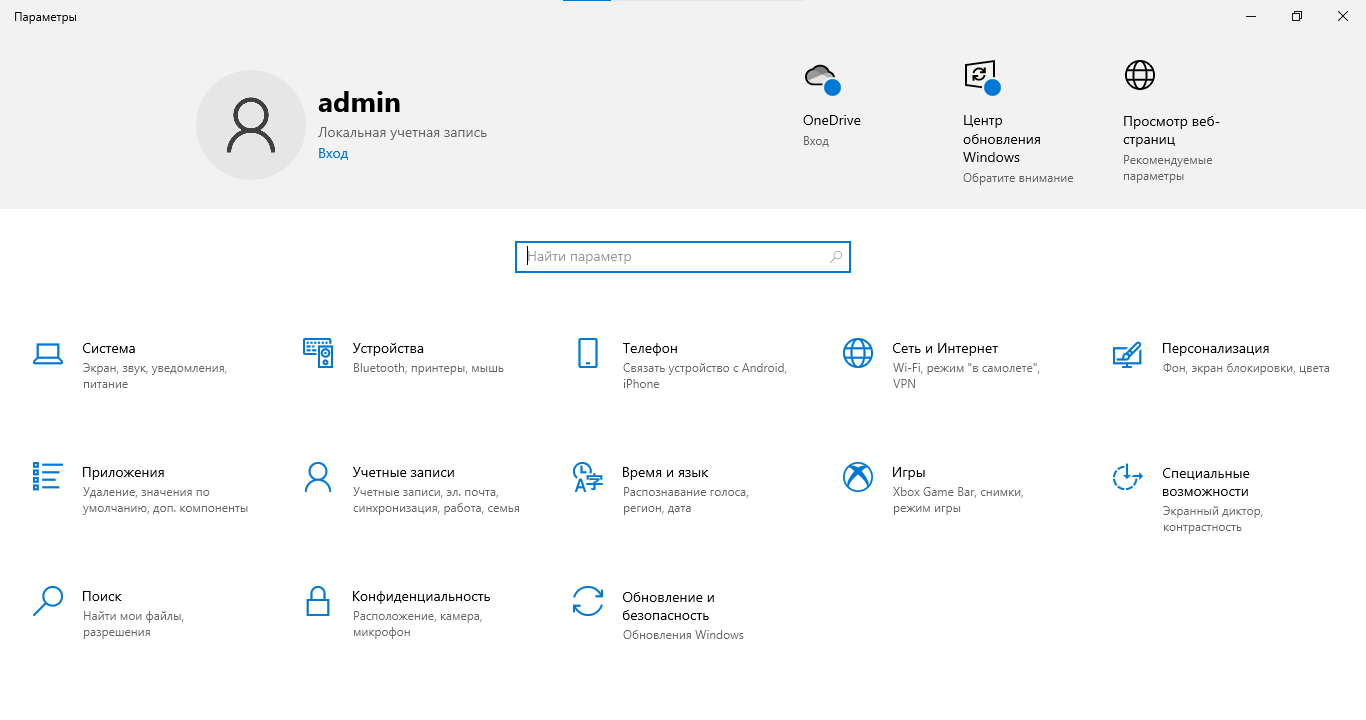 Параметры
admin
Локальная учетная запись
Вход
OneDrive
Вход
Центр
обновления
Windows
Обратите внимание
Просмотр веб-
страниц
Рекомендуемые
параметры
Найти параметр
Система
Экран, звук, уведомления,
питание
Устройства
Bluetooth, принтеры, мышь
Телефон
Связать устройство с Android,
iPhone
Сеть и Интернет
Wi-Fi, режим "в самолете",
VPN
Персонализация
Фон, экран блокировки, цвета
Приложения
Удаление, значения по
умолчанию, доп. компоненты
Учетные записи
Учетные записи, эл. почта,
синхронизация, работа, семья
Время и язык
Распознавание голоса,
регион, дата
Игры
Xbox Game Bar, снимки,
режим игры
Специальные
возможности
Экранный диктор,
контрастность
Поиск
Найти мои файлы,
разрешения
Конфиденциальность
Расположение, камера,
микрофон
Обновление и
безопасность
Обновления Windows